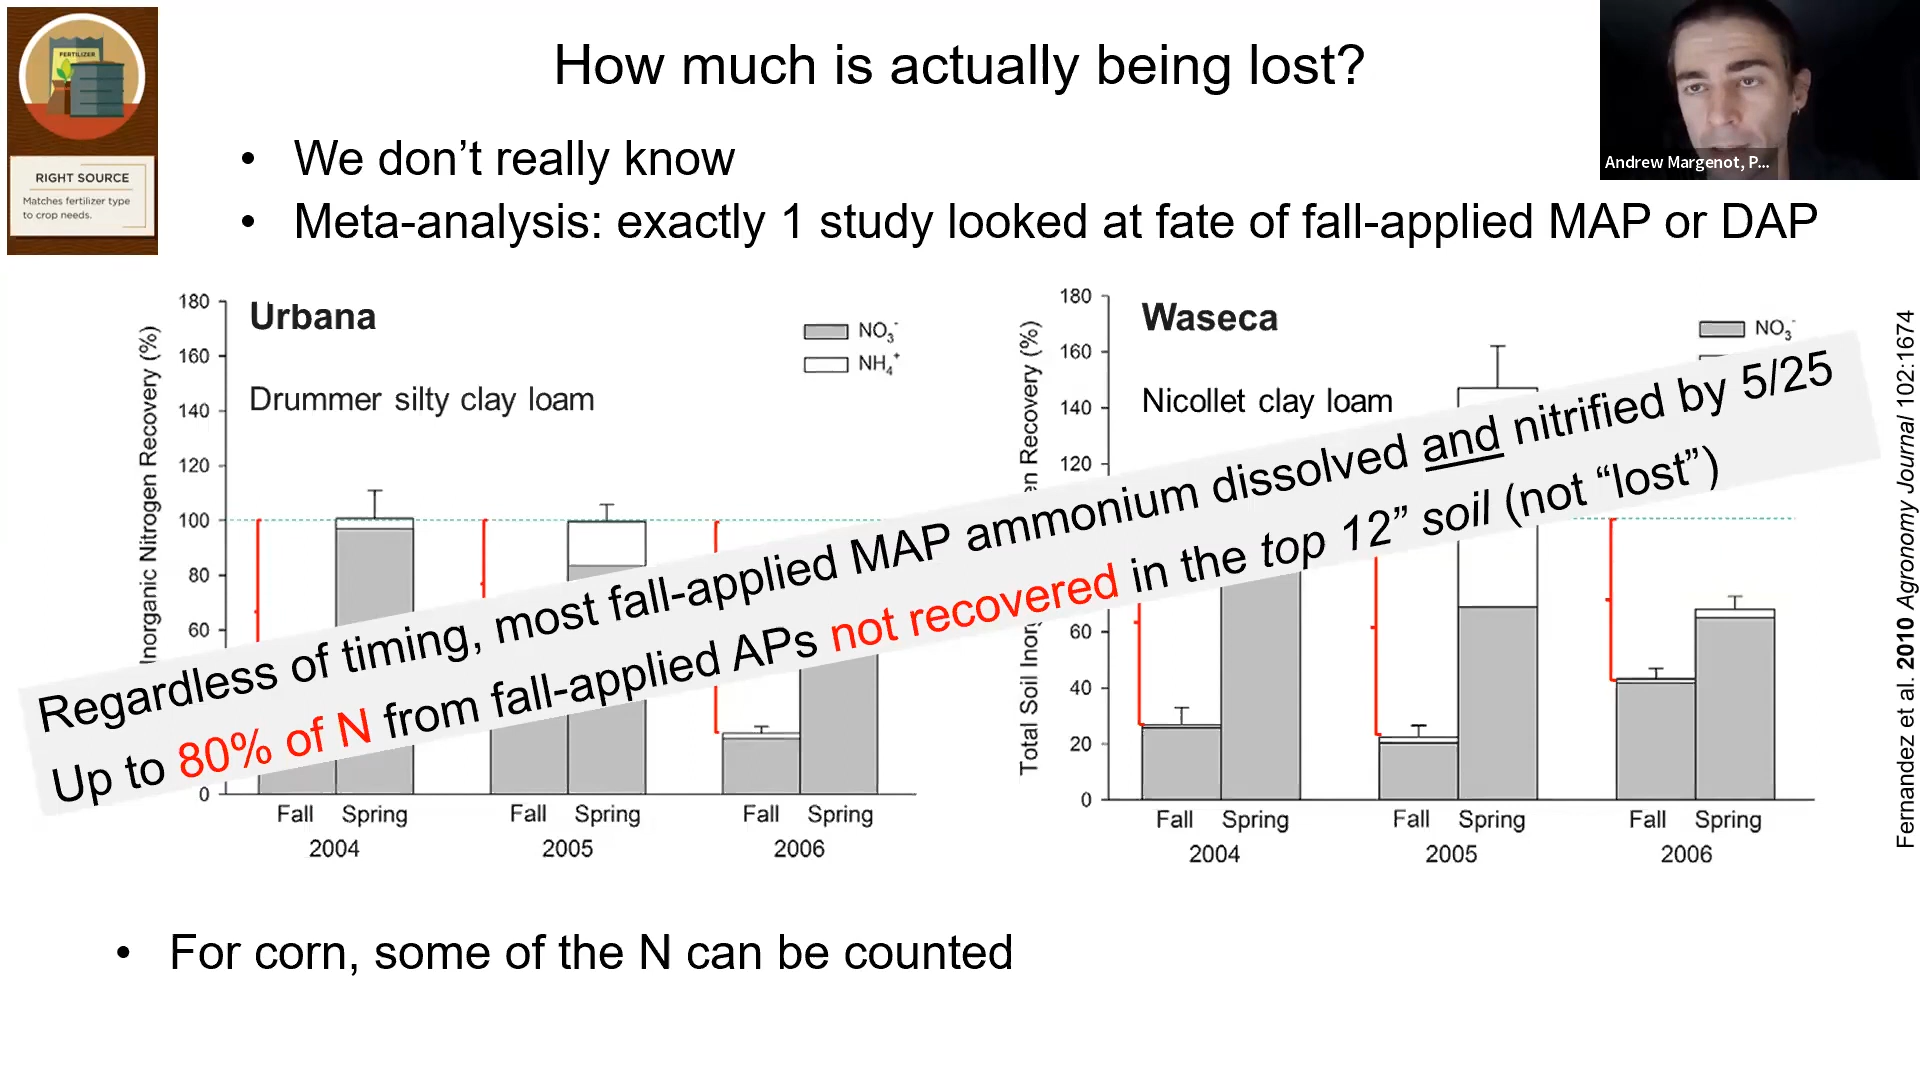 FERTILIZER
RIGHT SOURCE
Matches fertilizer type
to crop needs.
How much is actually being lost?
Andrew Margenot, P...
• We don’t really know
• Meta-analysis: exactly 1 study looked at fate of fall-applied MAP or DAP
Urbana
Drummer silty clay loam
NO₃⁻
NH₄⁺
Inorganic Nitrogen Recovery (%)
180
160
140
120
100
80
60
0
Fall Spring Fall Spring Fall Spring
2004 2005 2006
Waseca
Nicollet clay loam
NO₃⁻
Total Soil Inor
en Recovery (%)
180
160
140
120
60
40
20
0
Fall Spring Fall Spring Fall Spring
2004 2005 2006
Regardless of timing, most fall-applied MAP ammonium dissolved and nitrified by 5/25
Up to 80% of N from fall-applied APs not recovered in the top 12” soil (not “lost”)
Fernandez et al. 2010 Agronomy Journal 102:1674
• For corn, some of the N can be counted